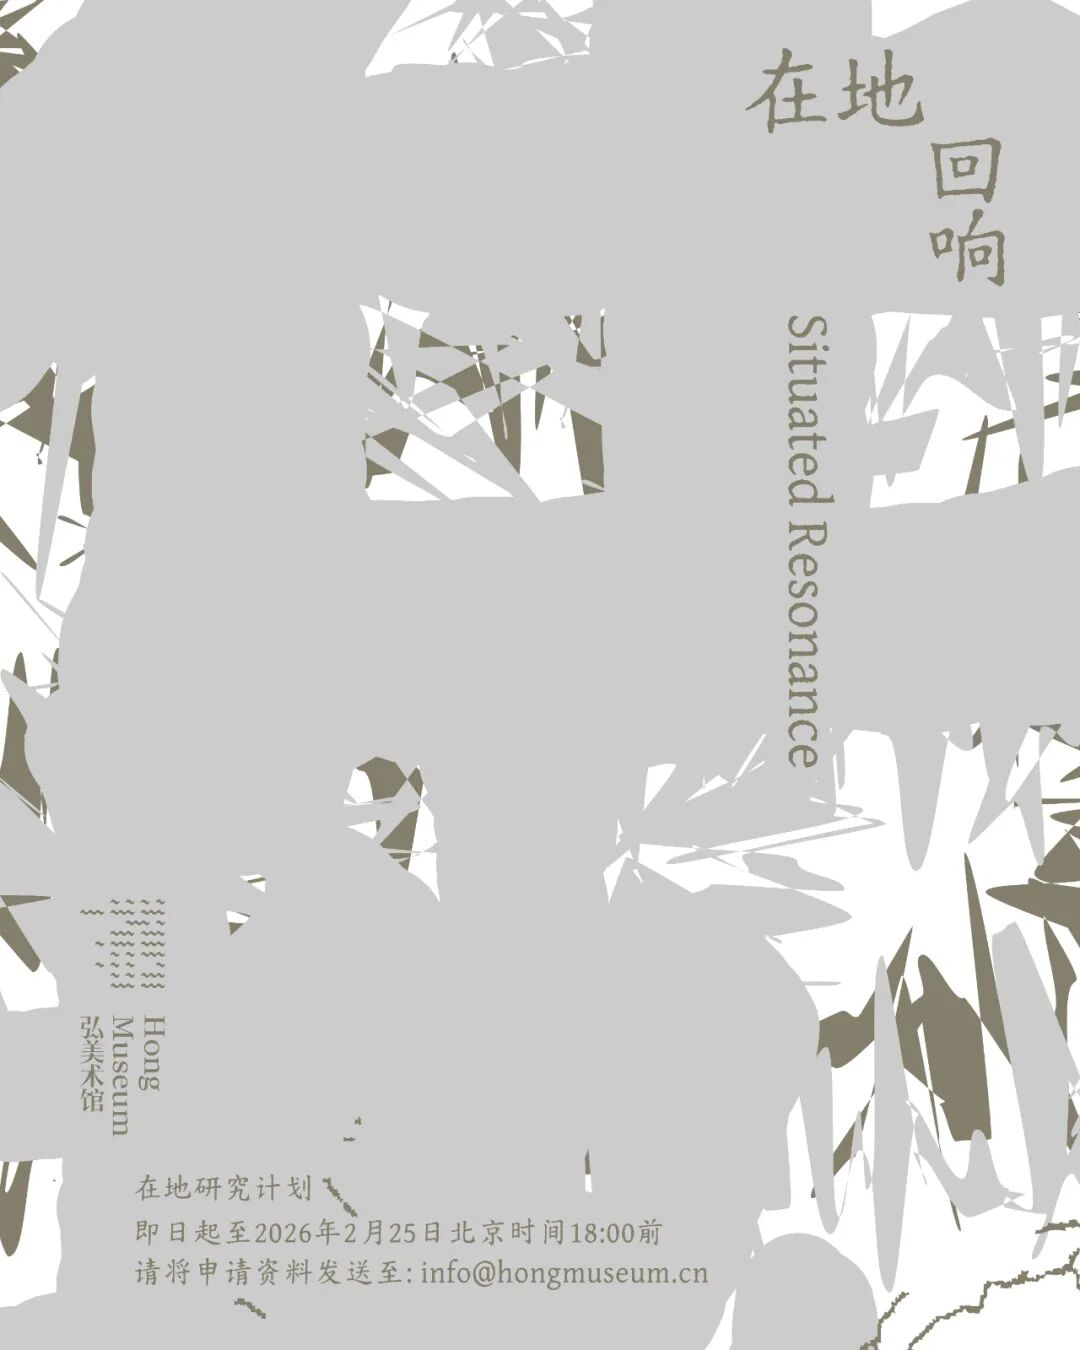 在地
回
响
Situated Resonance
Hong
Museum
弘美术馆
在地研究计划
即日起至2026年2月25日北京时间18:00前
请将申请资料发送至: info@hongmuseum.cn